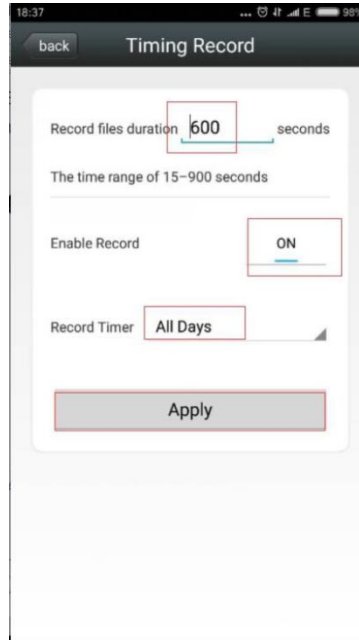 18:37 ... E 98%
back Timing Record
Record files duration 600 seconds
The time range of 15-900 seconds
Enable Record ON
Record Timer All Days
Apply